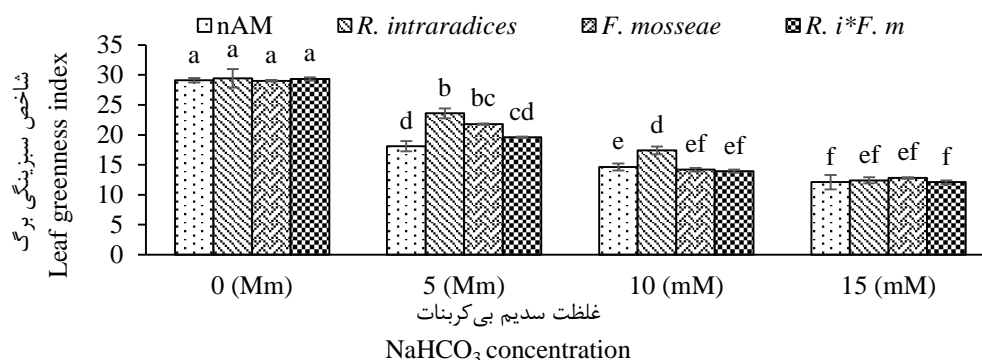 nAM R. intraradices F. mosseae R. i*F. m
شاخص سبزینگی برگ
Leaf greenness index
35
30
25
20
15
10
5
0
a a a a
d b bc cd
e d ef ef
f ef ef f
0 (Mm) 5 (Mm) 10 (mM) 15 (mM)
غلظت سدیم بی‌کربنات
NaHCO₃ concentration